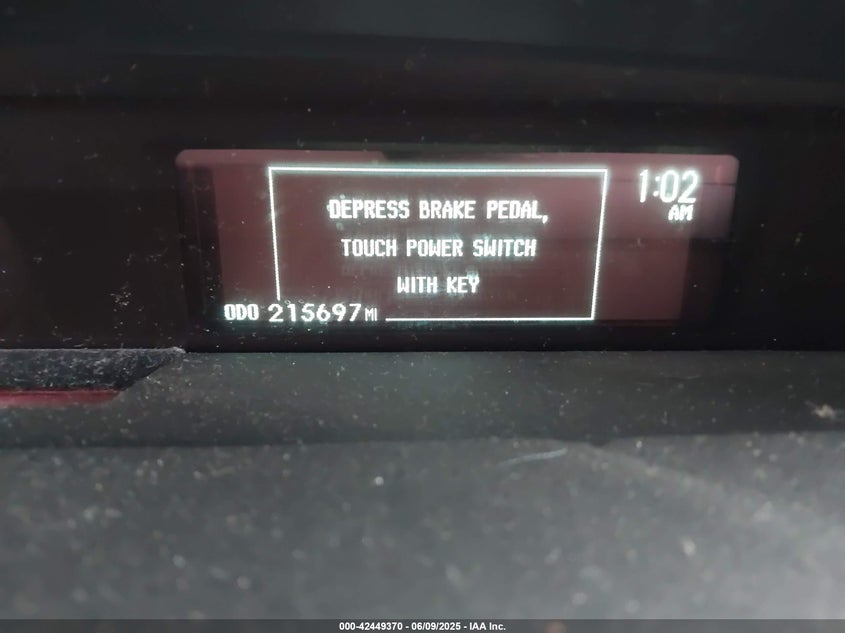 DEPRESS BRAKE PEDAL,
TOUCH POWER SWITCH
WITH KEY
1:02
AM
ODO 215697 MI
000-42449370 - 06/09/2025 - IAA Inc.